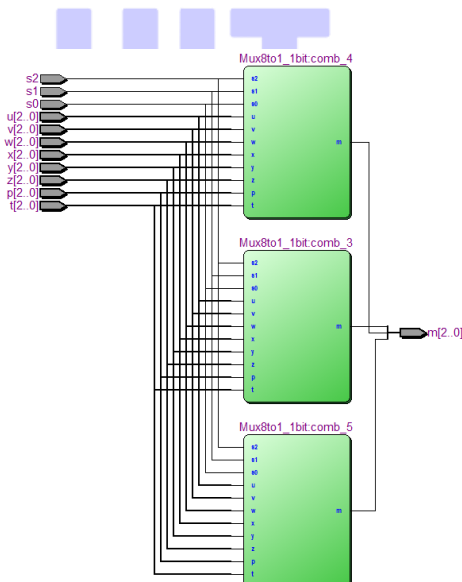 Mux8to1_1bit:comb_4
s2
s1
s0
u[2..0]
v[2..0]
w[2..0]
x[2..0]
y[2..0]
z[2..0]
p[2..0]
t[2..0]
s2
s1
s0
u
v
w
x
y
z
p
t
m
Mux8to1_1bit:comb_3
s2
s1
s0
u
v
w
x
y
z
p
t
m
m[2..0]
Mux8to1_1bit:comb_5
s2
s1
s0
u
v
w
x
y
z
p
t
m